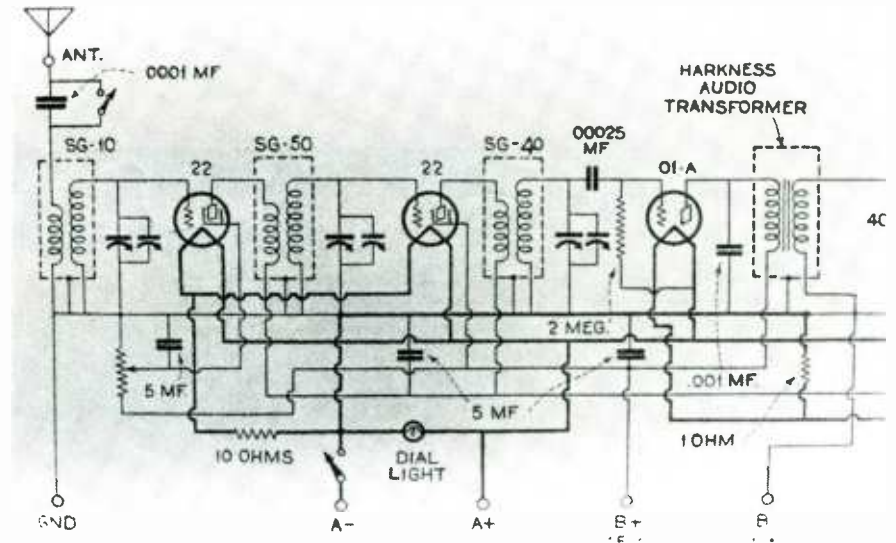 ANT.
.0001 MF
HARKNESS
AUDIO
TRANSFORMER
SG-10
SG-50
SG-40
.00025
MF
22
22
01-A
40
2 MEG.
5 MF.
5 MF
.001 MF.
10 OHMS
DIAL
LIGHT
1 OHM
GND
A-
A+
B+
B